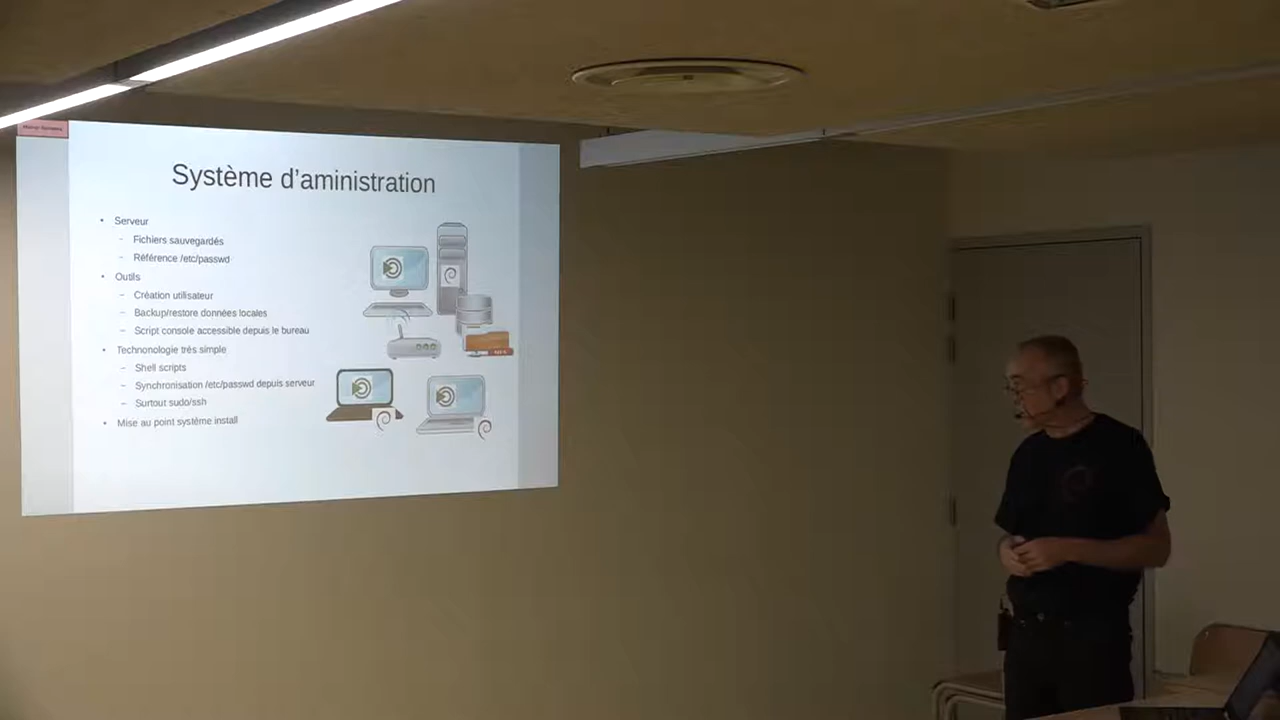 Système d’aministration
• Serveur
– Fichiers sauvegardés
– Référence /etc/passwd
• Outils
– Création utilisateur
– Backup/restore données locales
– Script console accessible depuis le bureau
• Technonologie très simple
– Shell scripts
– Synchronisation /etc/passwd depuis serveur
– Surtout sudo/ssh
• Mise au point système install